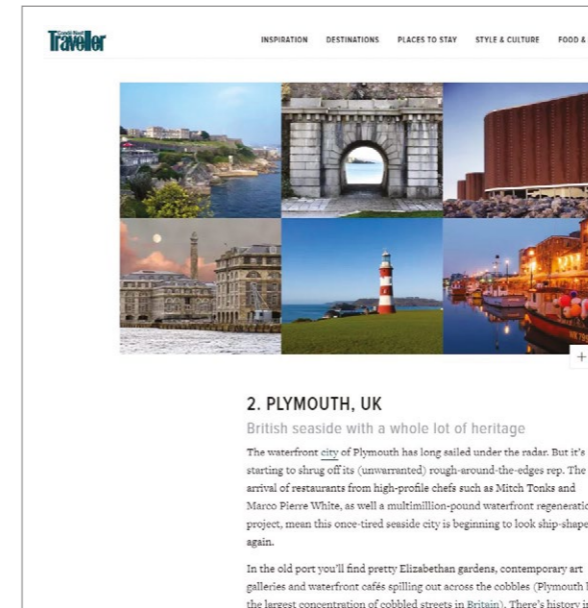 Condé Nast
Traveller
INSPIRATION DESTINATIONS PLACES TO STAY STYLE & CULTURE FOOD &
+
2. PLYMOUTH, UK
British seaside with a whole lot of heritage
The waterfront city of Plymouth has long sailed under the radar. But it's
starting to shrug off its (unwarranted) rough-around-the-edges rep. The
arrival of restaurants from high-profile chefs such as Mitch Tonks and
Marco Pierre White, as well a multimillion-pound waterfront regeneratio
project, mean this once-tired seaside city is beginning to look ship-shape
again.
In the old port you'll find pretty Elizabethan gardens, contemporary art
galleries and waterfront cafés spilling out across the cobbles (Plymouth
the largest concentration of cobbled streets in Britain). There's history